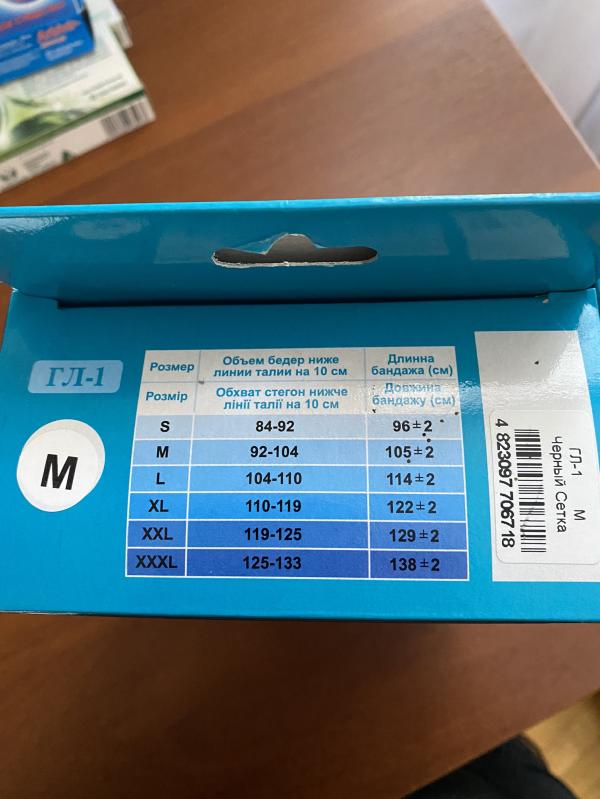 ГЛ-1
M
Розмер Объем бедер ниже линии талии на 10 см Длинна бандажа (см)
Розмір Обхват стегон нижче лінії талії на 10 см Довжина бандажу (см)
S 84-92 96±2
M 92-104 105±2
L 104-110 114±2
XL 110-119 122±2
XXL 119-125 129±2
XXXL 125-133 138±2
ГЛ-1 M
Черный Сетка
4 823097 706718